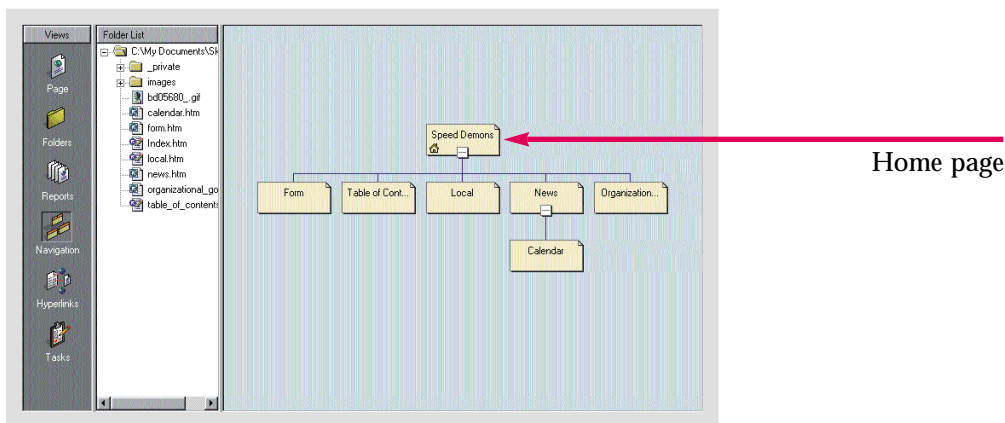 Views
Page
Folders
Reports
Navigation
Hyperlinks
Tasks
Folder List
C:\My Documents\Sk
_private
images
bd05680_.gif
calendar.htm
form.htm
Index.htm
local.htm
news.htm
organizational_go
table_of_contents
Speed Demons
Form
Table of Cont...
Local
News
Organization...
Calendar
Home page